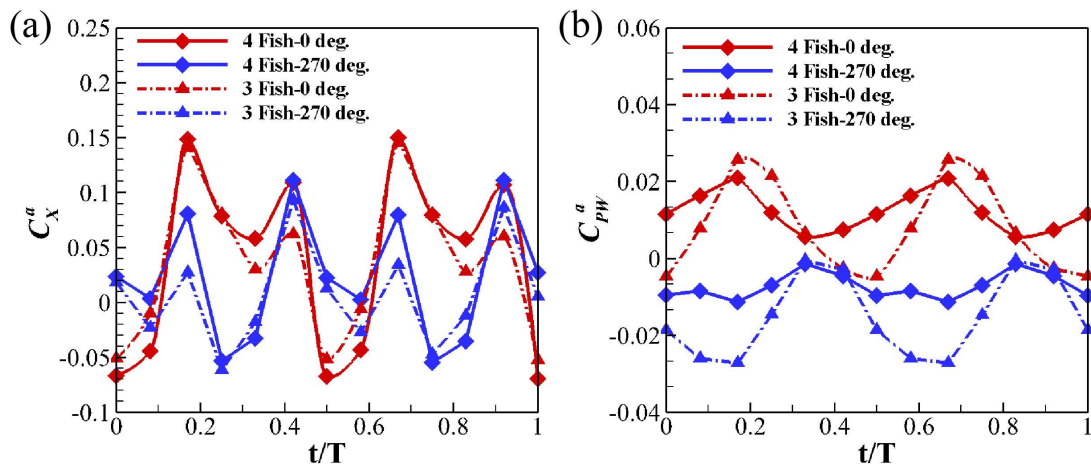 (a)
0.25
0.2
0.15
0.1
0.05
0
-0.05
-0.1
C_X^a
4 Fish-0 deg.
4 Fish-270 deg.
3 Fish-0 deg.
3 Fish-270 deg.
0 0.2 0.4 0.6 0.8 1
t/T
(b)
0.06
0.04
0.02
0
-0.02
-0.04
C_PW^a
4 Fish-0 deg.
4 Fish-270 deg.
3 Fish-0 deg.
3 Fish-270 deg.
0 0.2 0.4 0.6 0.8 1
t/T